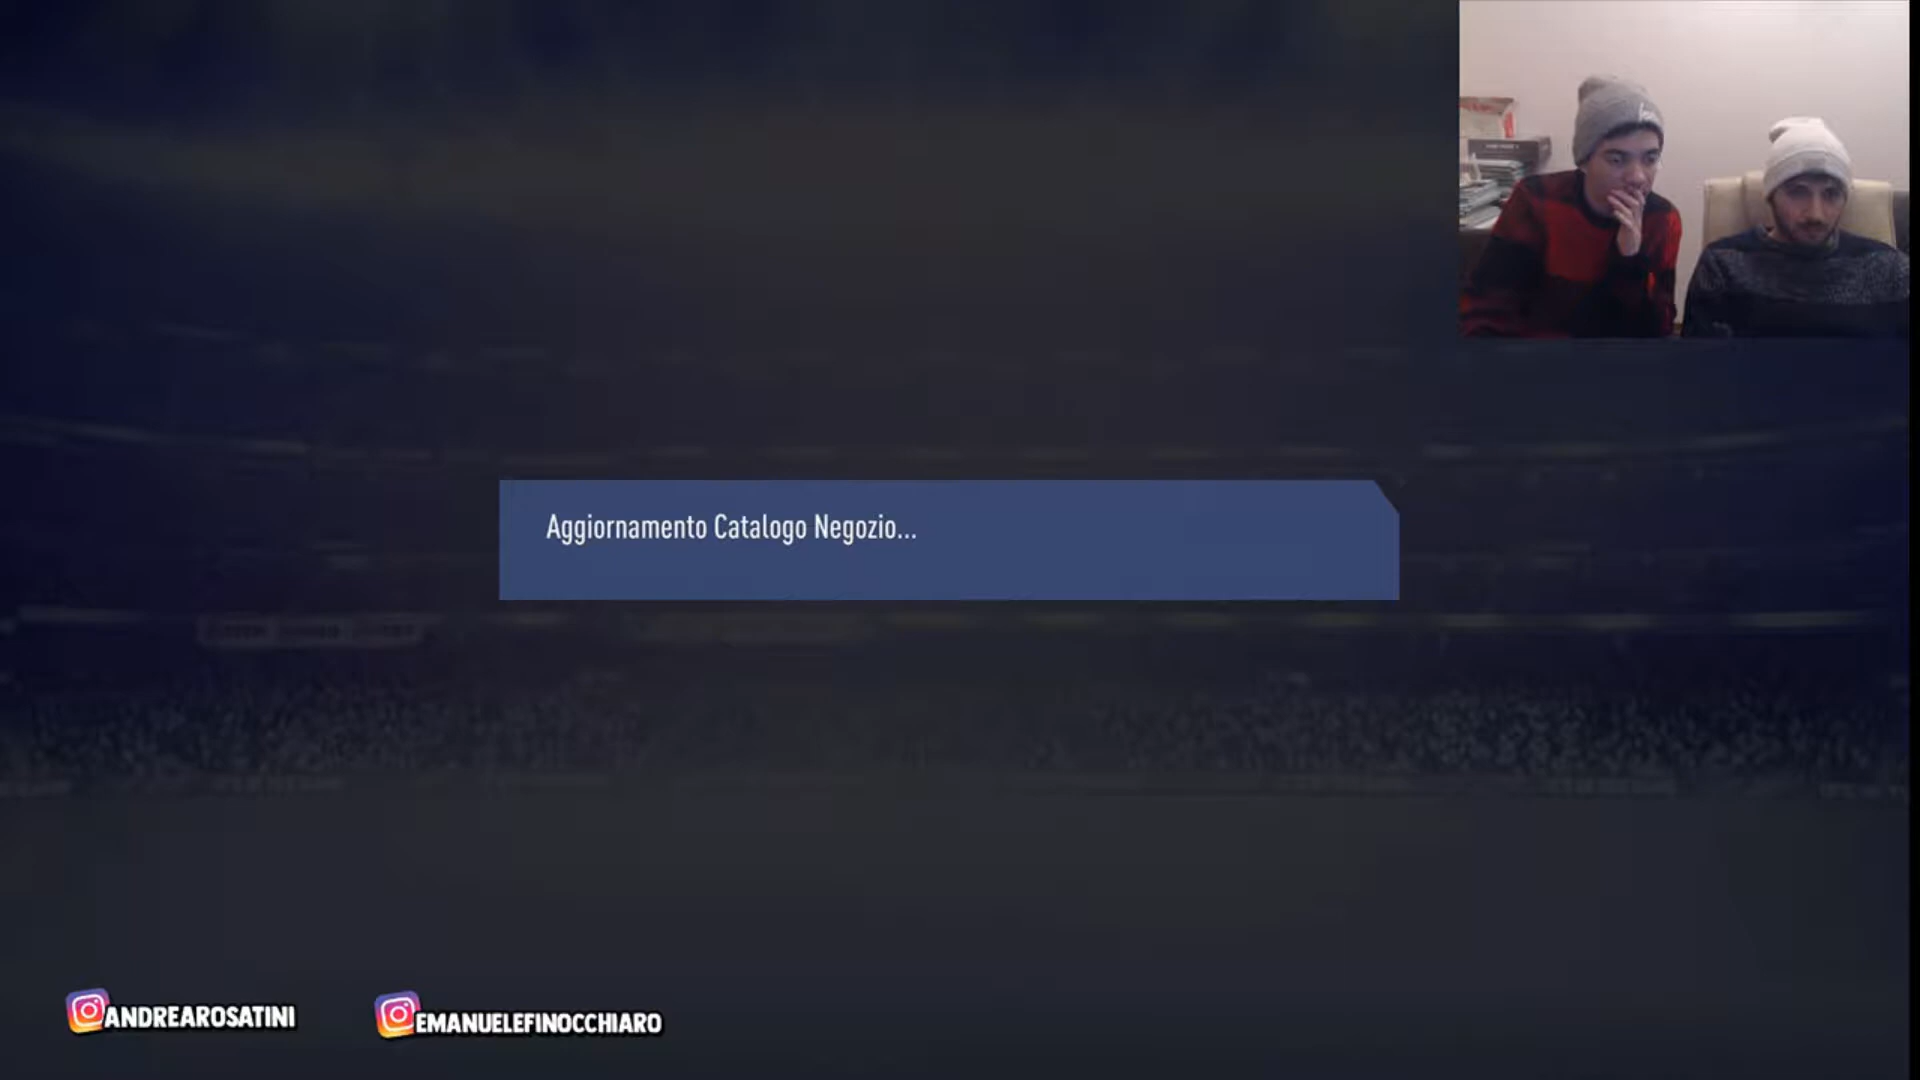 Aggiornamento Catalogo Negozio...
ANDREAROSATINI
EMANUELEFINOCCHIARO